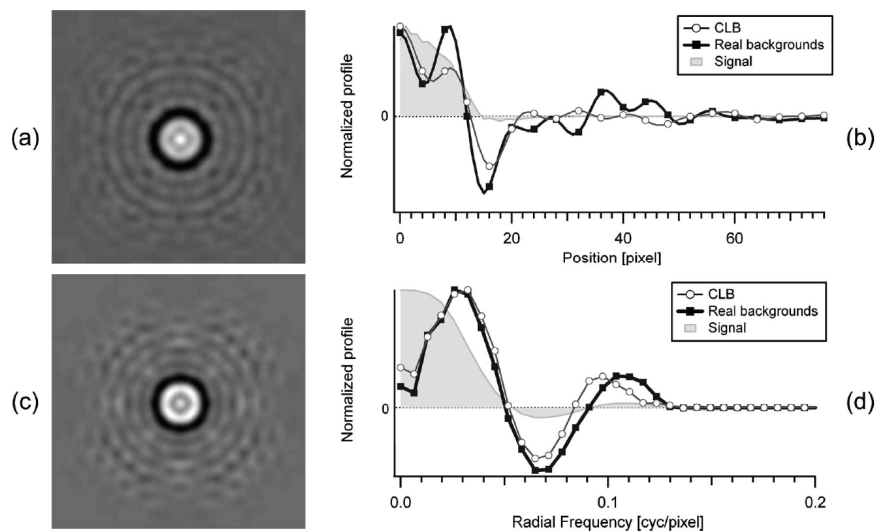 (a)
Normalized profile
0
CLB
Real backgrounds
Signal
0 20 40 60
Position [pixel]
(b)
(c)
Normalized profile
0
CLB
Real backgrounds
Signal
0.0 0.1 0.2
Radial Frequency [cyc/pixel]
(d)